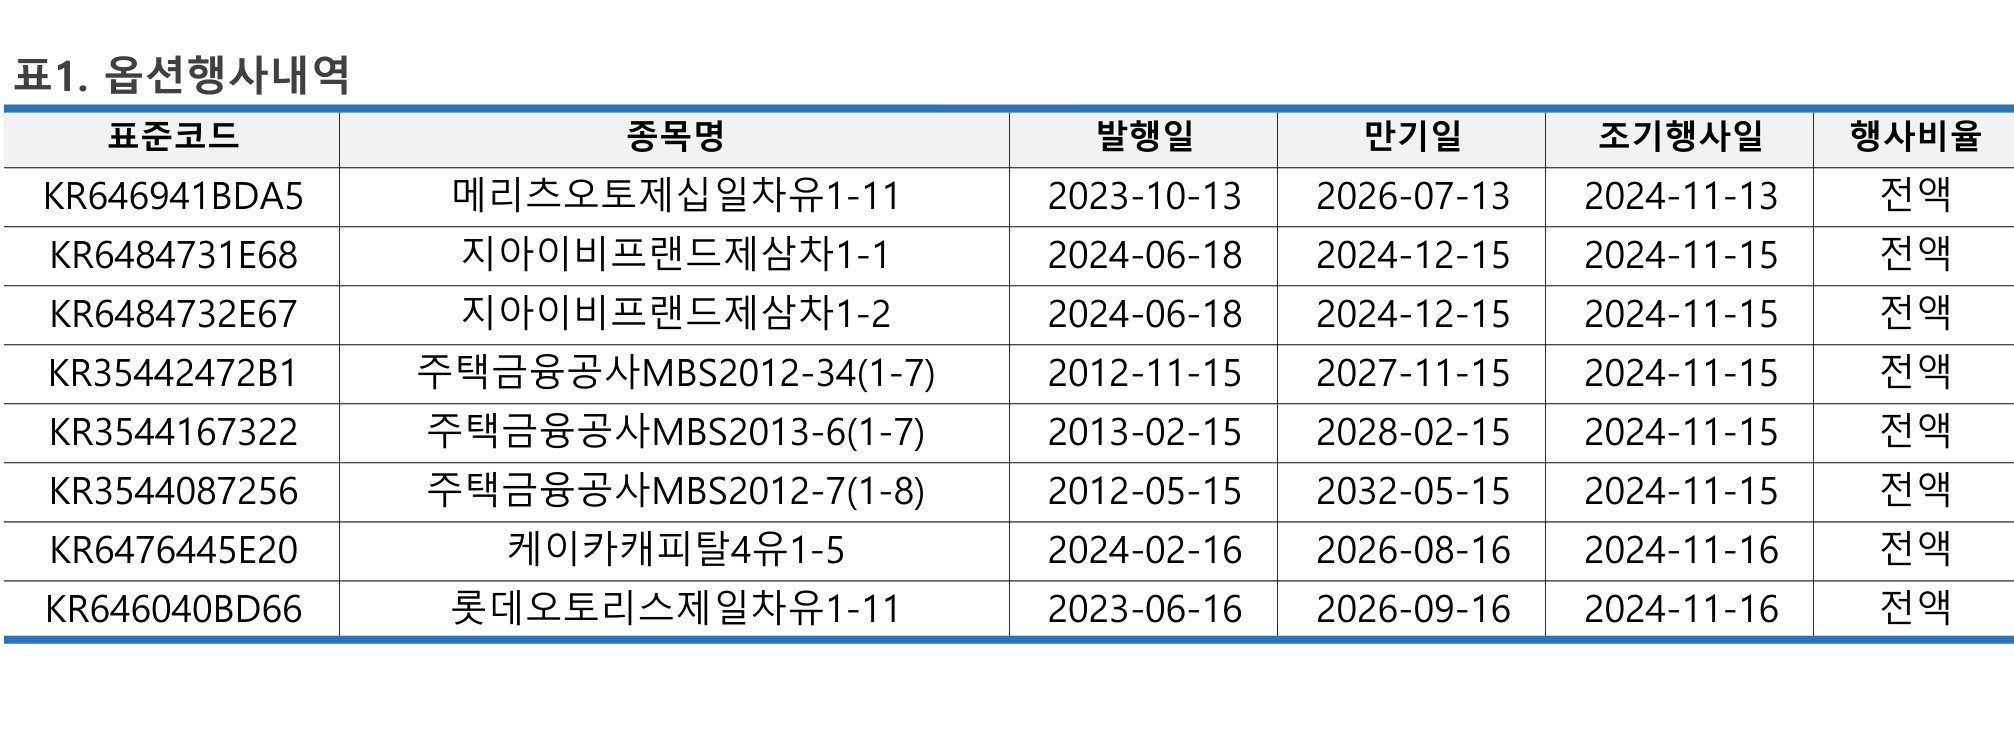 표1. 옵션행사내역
표준코드 종목명 발행일 만기일 조기행사일 행사비율
KR646941BDA5 메리츠오토제십일차유1-11 2023-10-13 2026-07-13 2024-11-13 전액
KR6484731E68 지아이비프랜드제삼차1-1 2024-06-18 2024-12-15 2024-11-15 전액
KR6484732E67 지아이비프랜드제삼차1-2 2024-06-18 2024-12-15 2024-11-15 전액
KR35442472B1 주택금융공사MBS2012-34(1-7) 2012-11-15 2027-11-15 2024-11-15 전액
KR3544167322 주택금융공사MBS2013-6(1-7) 2013-02-15 2028-02-15 2024-11-15 전액
KR3544087256 주택금융공사MBS2012-7(1-8) 2012-05-15 2032-05-15 2024-11-15 전액
KR6476445E20 케이카캐피탈4유1-5 2024-02-16 2026-08-16 2024-11-16 전액
KR646040BD66 롯데오토리스제일차유1-11 2023-06-16 2026-09-16 2024-11-16 전액